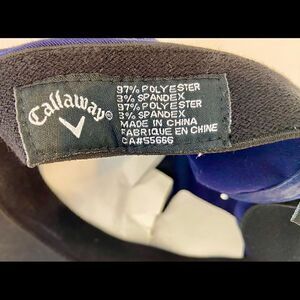 Callaway®
97% POLYESTER
3% SPANDEX
97% POLYESTER
3% SPANDEX
MADE IN CHINA
FABRIQUE EN CHINE
CA#55666